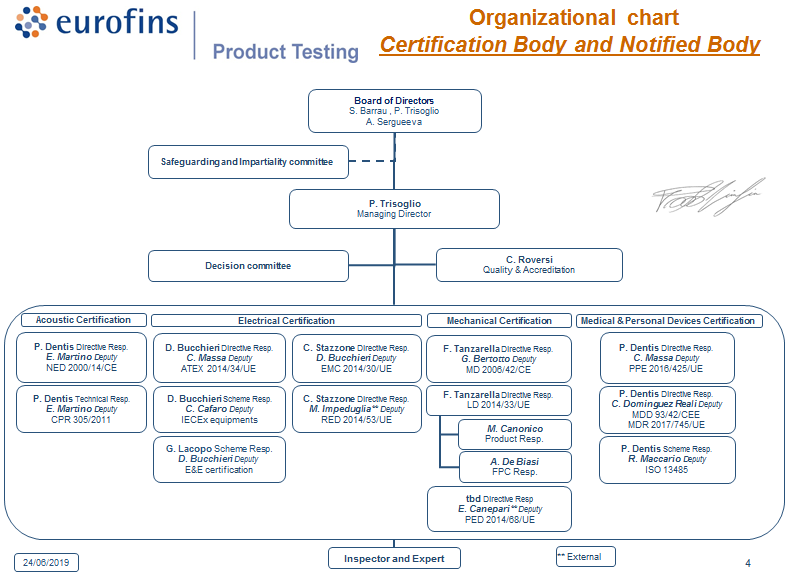 eurofins
Product Testing
Organizational chart
Certification Body and Notified Body
Board of Directors
S. Barrau , P. Trisoglio
A. Sergueeva
Safeguarding and Impartiality committee
P. Trisoglio
Managing Director
Decision committee
C. Roversi
Quality & Accreditation
Acoustic Certification
P. Dentis Directive Resp.
E. Martino Deputy
NED 2000/14/CE
P. Dentis Technical Resp.
E. Martino Deputy
CPR 305/2011
Electrical Certification
D. Bucchieri Directive Resp.
C. Massa Deputy
ATEX 2014/34/UE
C. Stazzone Directive Resp.
D. Bucchieri Deputy
EMC 2014/30/UE
D. Bucchieri Scheme Resp.
C. Cafaro Deputy
IECEx equipments
C. Stazzone Directive Resp.
M. Impeduglia** Deputy
RED 2014/53/UE
G. Lacopo Scheme Resp.
D. Bucchieri Deputy
E&E certification
Mechanical Certification
F. Tanzarella Directive Resp.
G. Bertotto Deputy
MD 2006/42/CE
F. Tanzarella Directive Resp.
LD 2014/33/UE
M. Canonico
Product Resp.
A. De Biasi
FPC Resp.
tbd Directive Resp
E. Canepari** Deputy
PED 2014/68/UE
Medical & Personal Devices Certification
P. Dentis Directive Resp.
C. Massa Deputy
PPE 2016/425/UE
P. Dentis Directive Resp.
C. Dominguez Reali Deputy
MDD 93/42/CEE
MDR 2017/745/UE
P. Dentis Scheme Resp.
R. Maccario Deputy
ISO 13485
24/06/2019
Inspector and Expert
** External
4